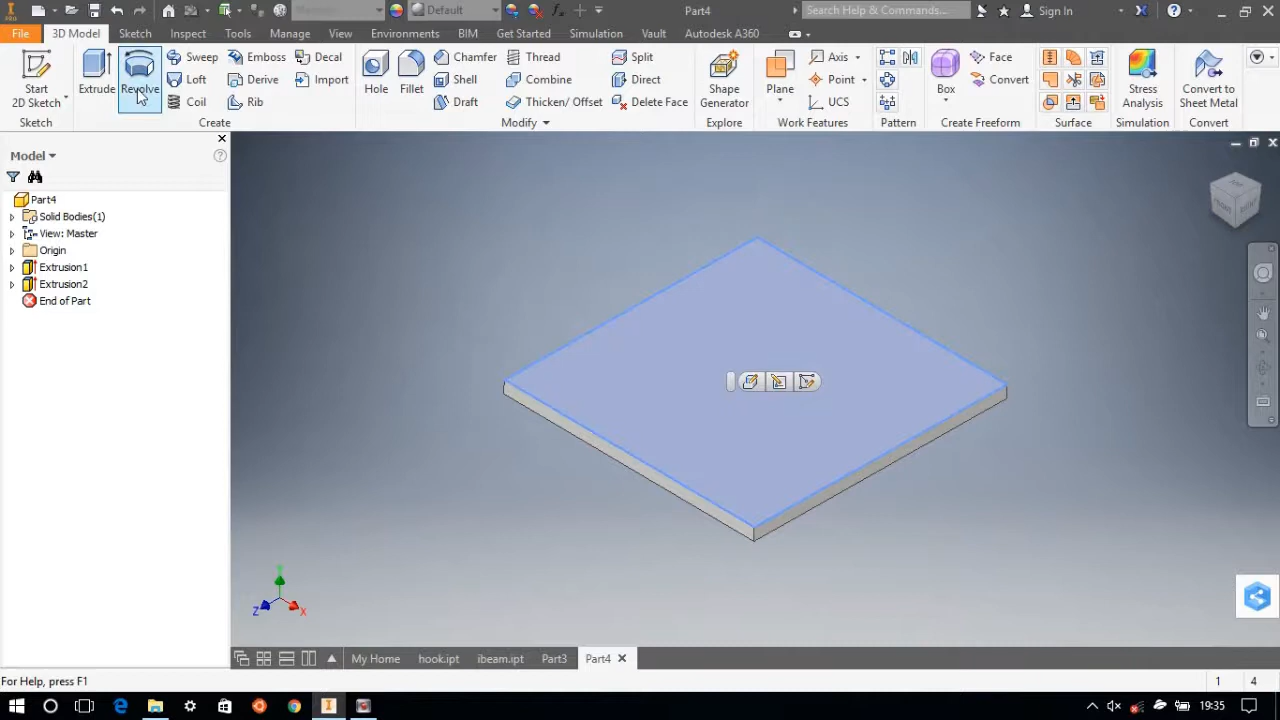 Material
Default
Part4
Search Help & Commands...
Sign In
PRO
File
3D Model
Sketch
Inspect
Tools
Manage
View
Environments
BIM
Get Started
Simulation
Vault
Autodesk A360
Start
2D Sketch
Extrude
Revolve
Sweep
Loft
Coil
Emboss
Derive
Rib
Decal
Import
Hole
Fillet
Chamfer
Shell
Draft
Thread
Combine
Thicken/ Offset
Split
Direct
Delete Face
Shape
Generator
Plane
Axis
Point
UCS
Box
Face
Convert
Stress
Analysis
Convert to
Sheet Metal
Sketch
Create
Modify
Explore
Work Features
Pattern
Create Freeform
Surface
Simulation
Convert
Model
Part4
Solid Bodies(1)
View: Master
Origin
Extrusion1
Extrusion2
End of Part
TOP
FRONT
RIGHT
Y
Z
X
My Home
hook.ipt
ibeam.ipt
Part3
Part4
For Help, press F1
1
4
19:35